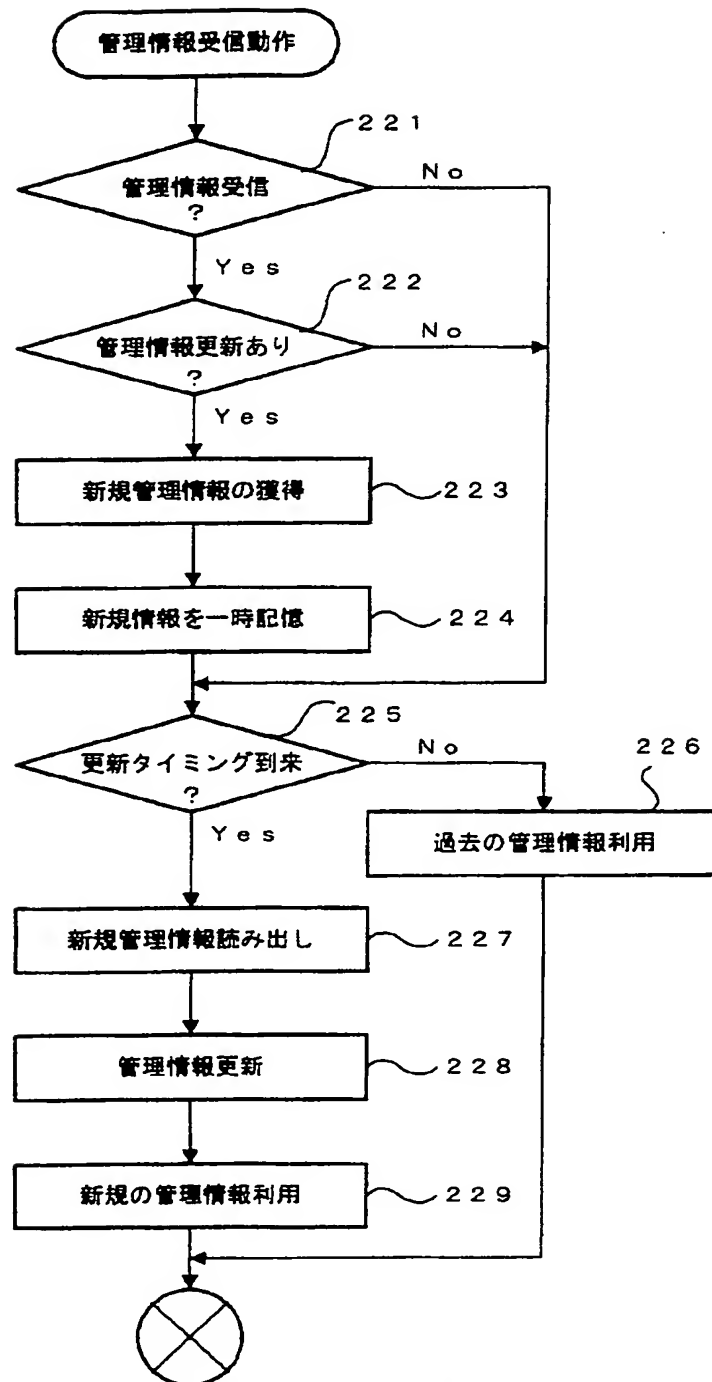 管理情報受信動作
221
管理情報受信
?
No
Yes
222
管理情報更新あり
?
No
Yes
新規管理情報の獲得
223
新規情報を一時記憶
224
225
更新タイミング到来
?
No
226
Yes
過去の管理情報利用
新規管理情報読み出し
227
管理情報更新
228
新規の管理情報利用
229